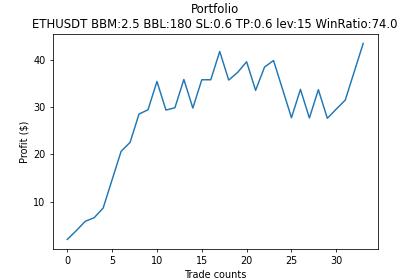 Portfolio
ETHUSDT BBM:2.5 BBL:180 SL:0.6 TP:0.6 lev:15 WinRatio:74.0
Profit ($)
40
30
20
10
0 5 10 15 20 25 30
Trade counts